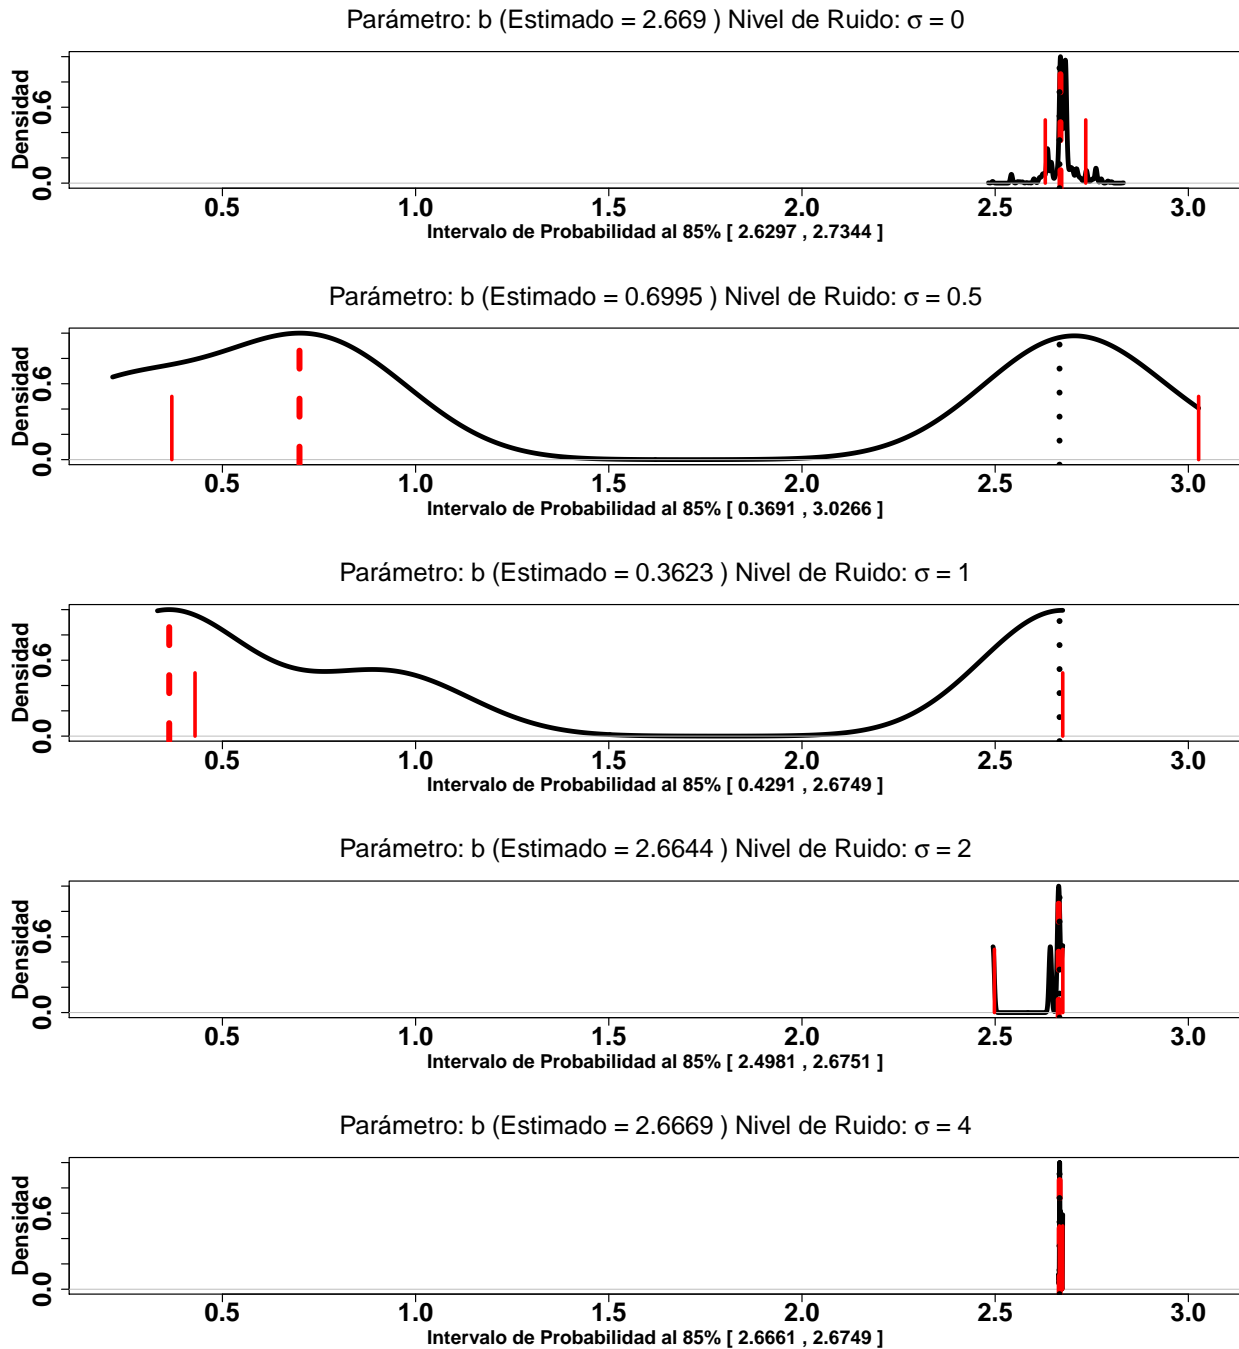 Parámetro: b (Estimado = 2.669 ) Nivel de Ruido: σ = 0
Densidad
0.0 0.6
0.5 1.0 1.5 2.0 2.5 3.0
Intervalo de Probabilidad al 85% [ 2.6297 , 2.7344 ]
Parámetro: b (Estimado = 0.6995 ) Nivel de Ruido: σ = 0.5
Densidad
0.0 0.6
0.5 1.0 1.5 2.0 2.5 3.0
Intervalo de Probabilidad al 85% [ 0.3691 , 3.0266 ]
Parámetro: b (Estimado = 0.3623 ) Nivel de Ruido: σ = 1
Densidad
0.0 0.6
0.5 1.0 1.5 2.0 2.5 3.0
Intervalo de Probabilidad al 85% [ 0.4291 , 2.6749 ]
Parámetro: b (Estimado = 2.6644 ) Nivel de Ruido: σ = 2
Densidad
0.0 0.6
0.5 1.0 1.5 2.0 2.5 3.0
Intervalo de Probabilidad al 85% [ 2.4981 , 2.6751 ]
Parámetro: b (Estimado = 2.6669 ) Nivel de Ruido: σ = 4
Densidad
0.0 0.6
0.5 1.0 1.5 2.0 2.5 3.0
Intervalo de Probabilidad al 85% [ 2.6661 , 2.6749 ]